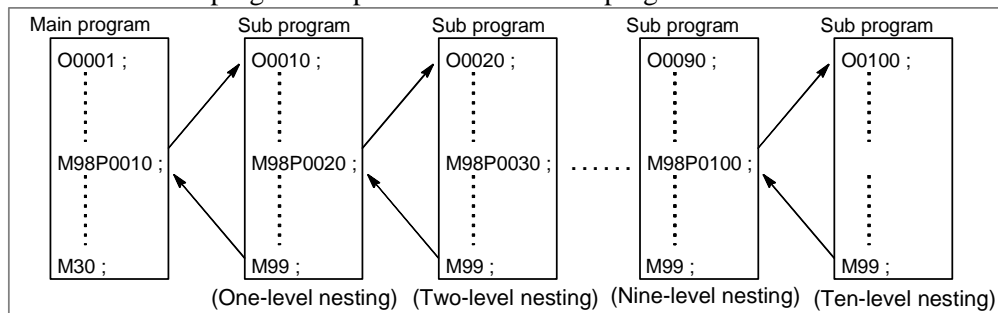 Main program Sub program Sub program Sub program Sub program
O0001 ; O0010 ; O0020 ; O0090 ; O0100 ;
M98P0010 ; M98P0020 ; M98P0030 ; ...... M98P0100 ;
M30 ; M99 ; M99 ; M99 ; M99 ;
(One-level nesting) (Two-level nesting) (Nine-level nesting) (Ten-level nesting)